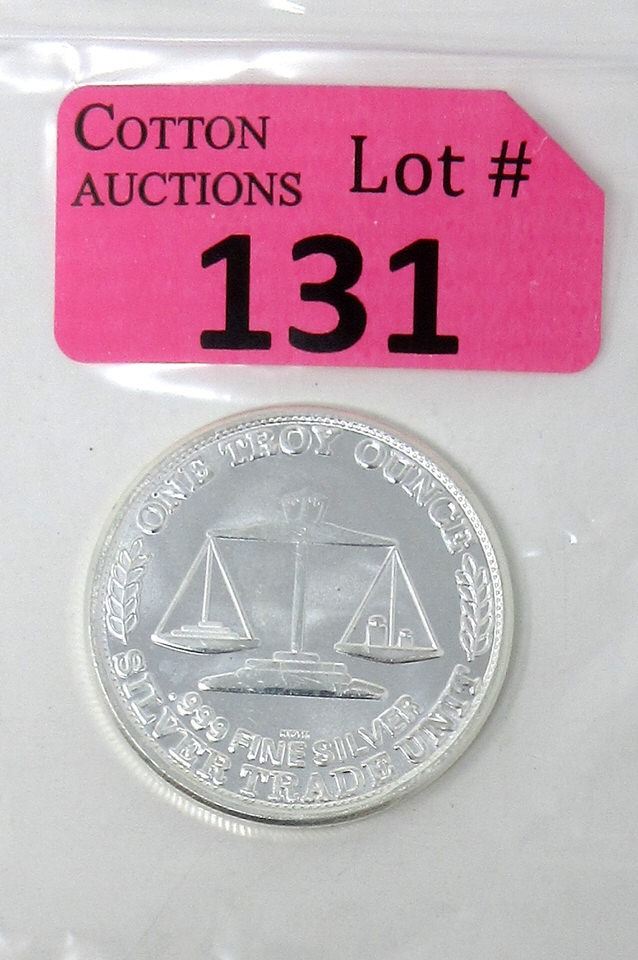 COTTON
AUCTIONS
Lot #
131
ONE TROY OUNCE
.999 FINE SILVER
SILVER TRADE UNIT